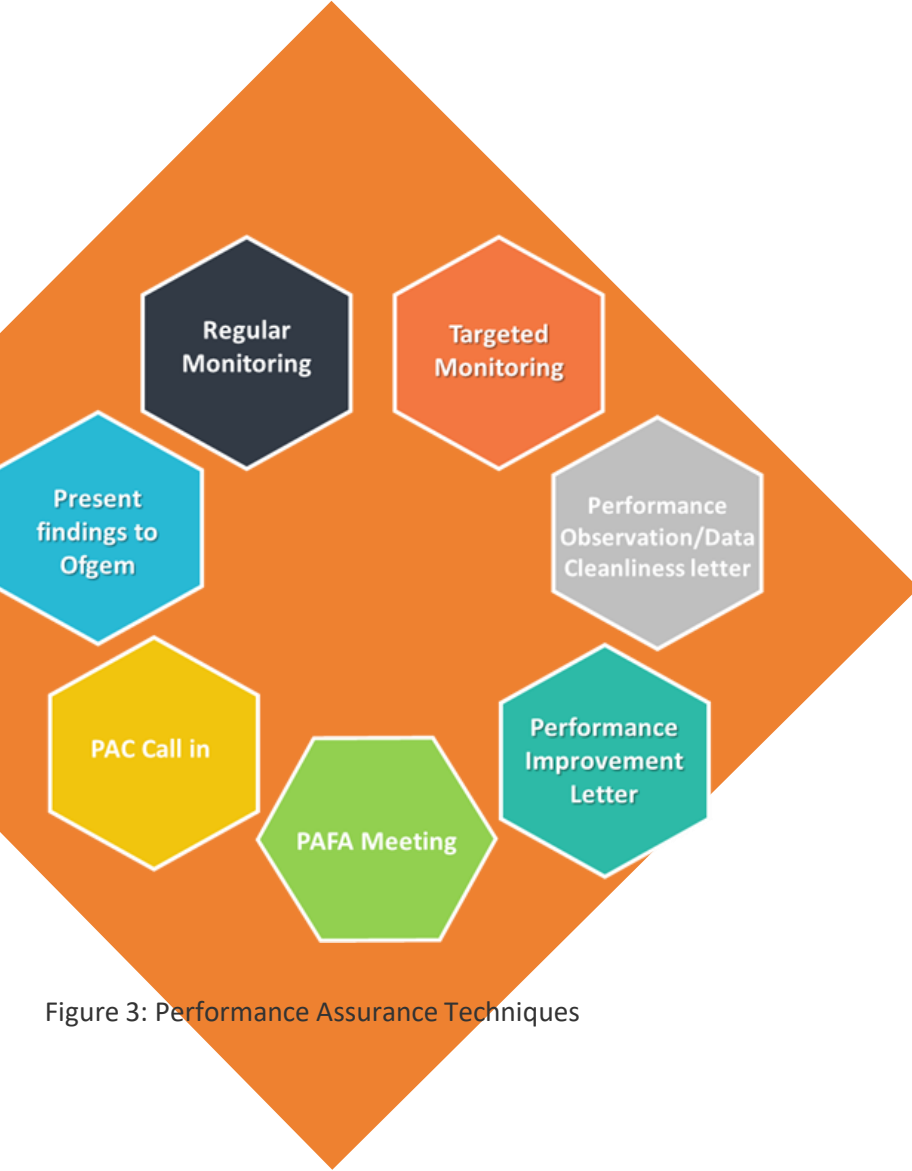 Regular
Monitoring
Targeted
Monitoring
Performance
Observation/Data
Cleanliness letter
Performance
Improvement
Letter
PAFA Meeting
PAC Call in
Present
findings to
Ofgem
Figure 3: Performance Assurance Techniques